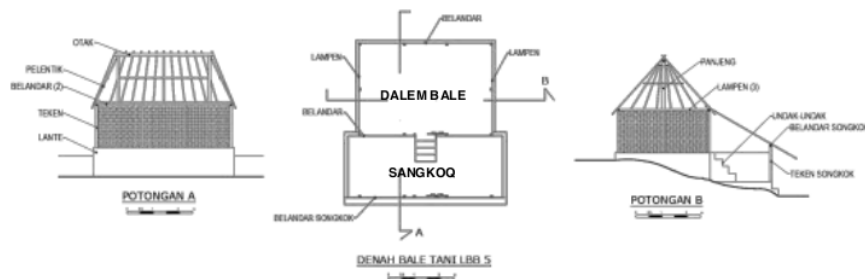 OTAK
PELENTIK
BELANDAR (2)
TEKEN
LANTE
POTONGAN A
BELANDAR
LAMPEN
LAMPEN
B
DALEM BALE
BELANDAR
SANGKOQ
BELANDAR SONGKOK
A
DENAH BALE TANI LBB 5
PANJENG
LAMPEN (3)
UNDAK-UNDAK
BELANDAR SONGKOK
TEKEN SONGKOK
POTONGAN B